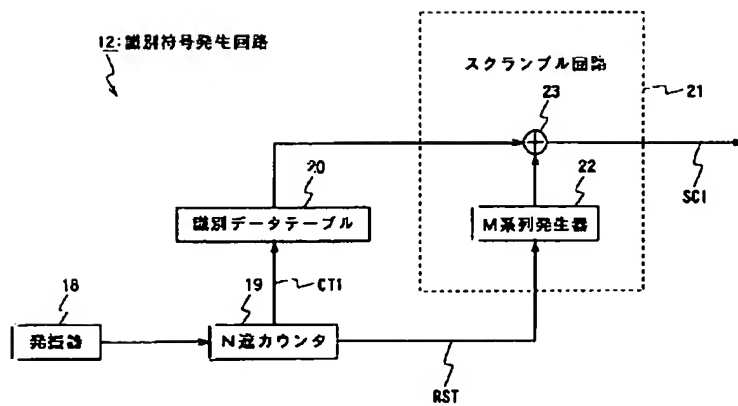 12:識別符号発生回路
スクランブル回路
21
23
SC1
20
識別データテーブル
22
M系列発生器
CT1
18
発振器
19
N進カウンタ
RST